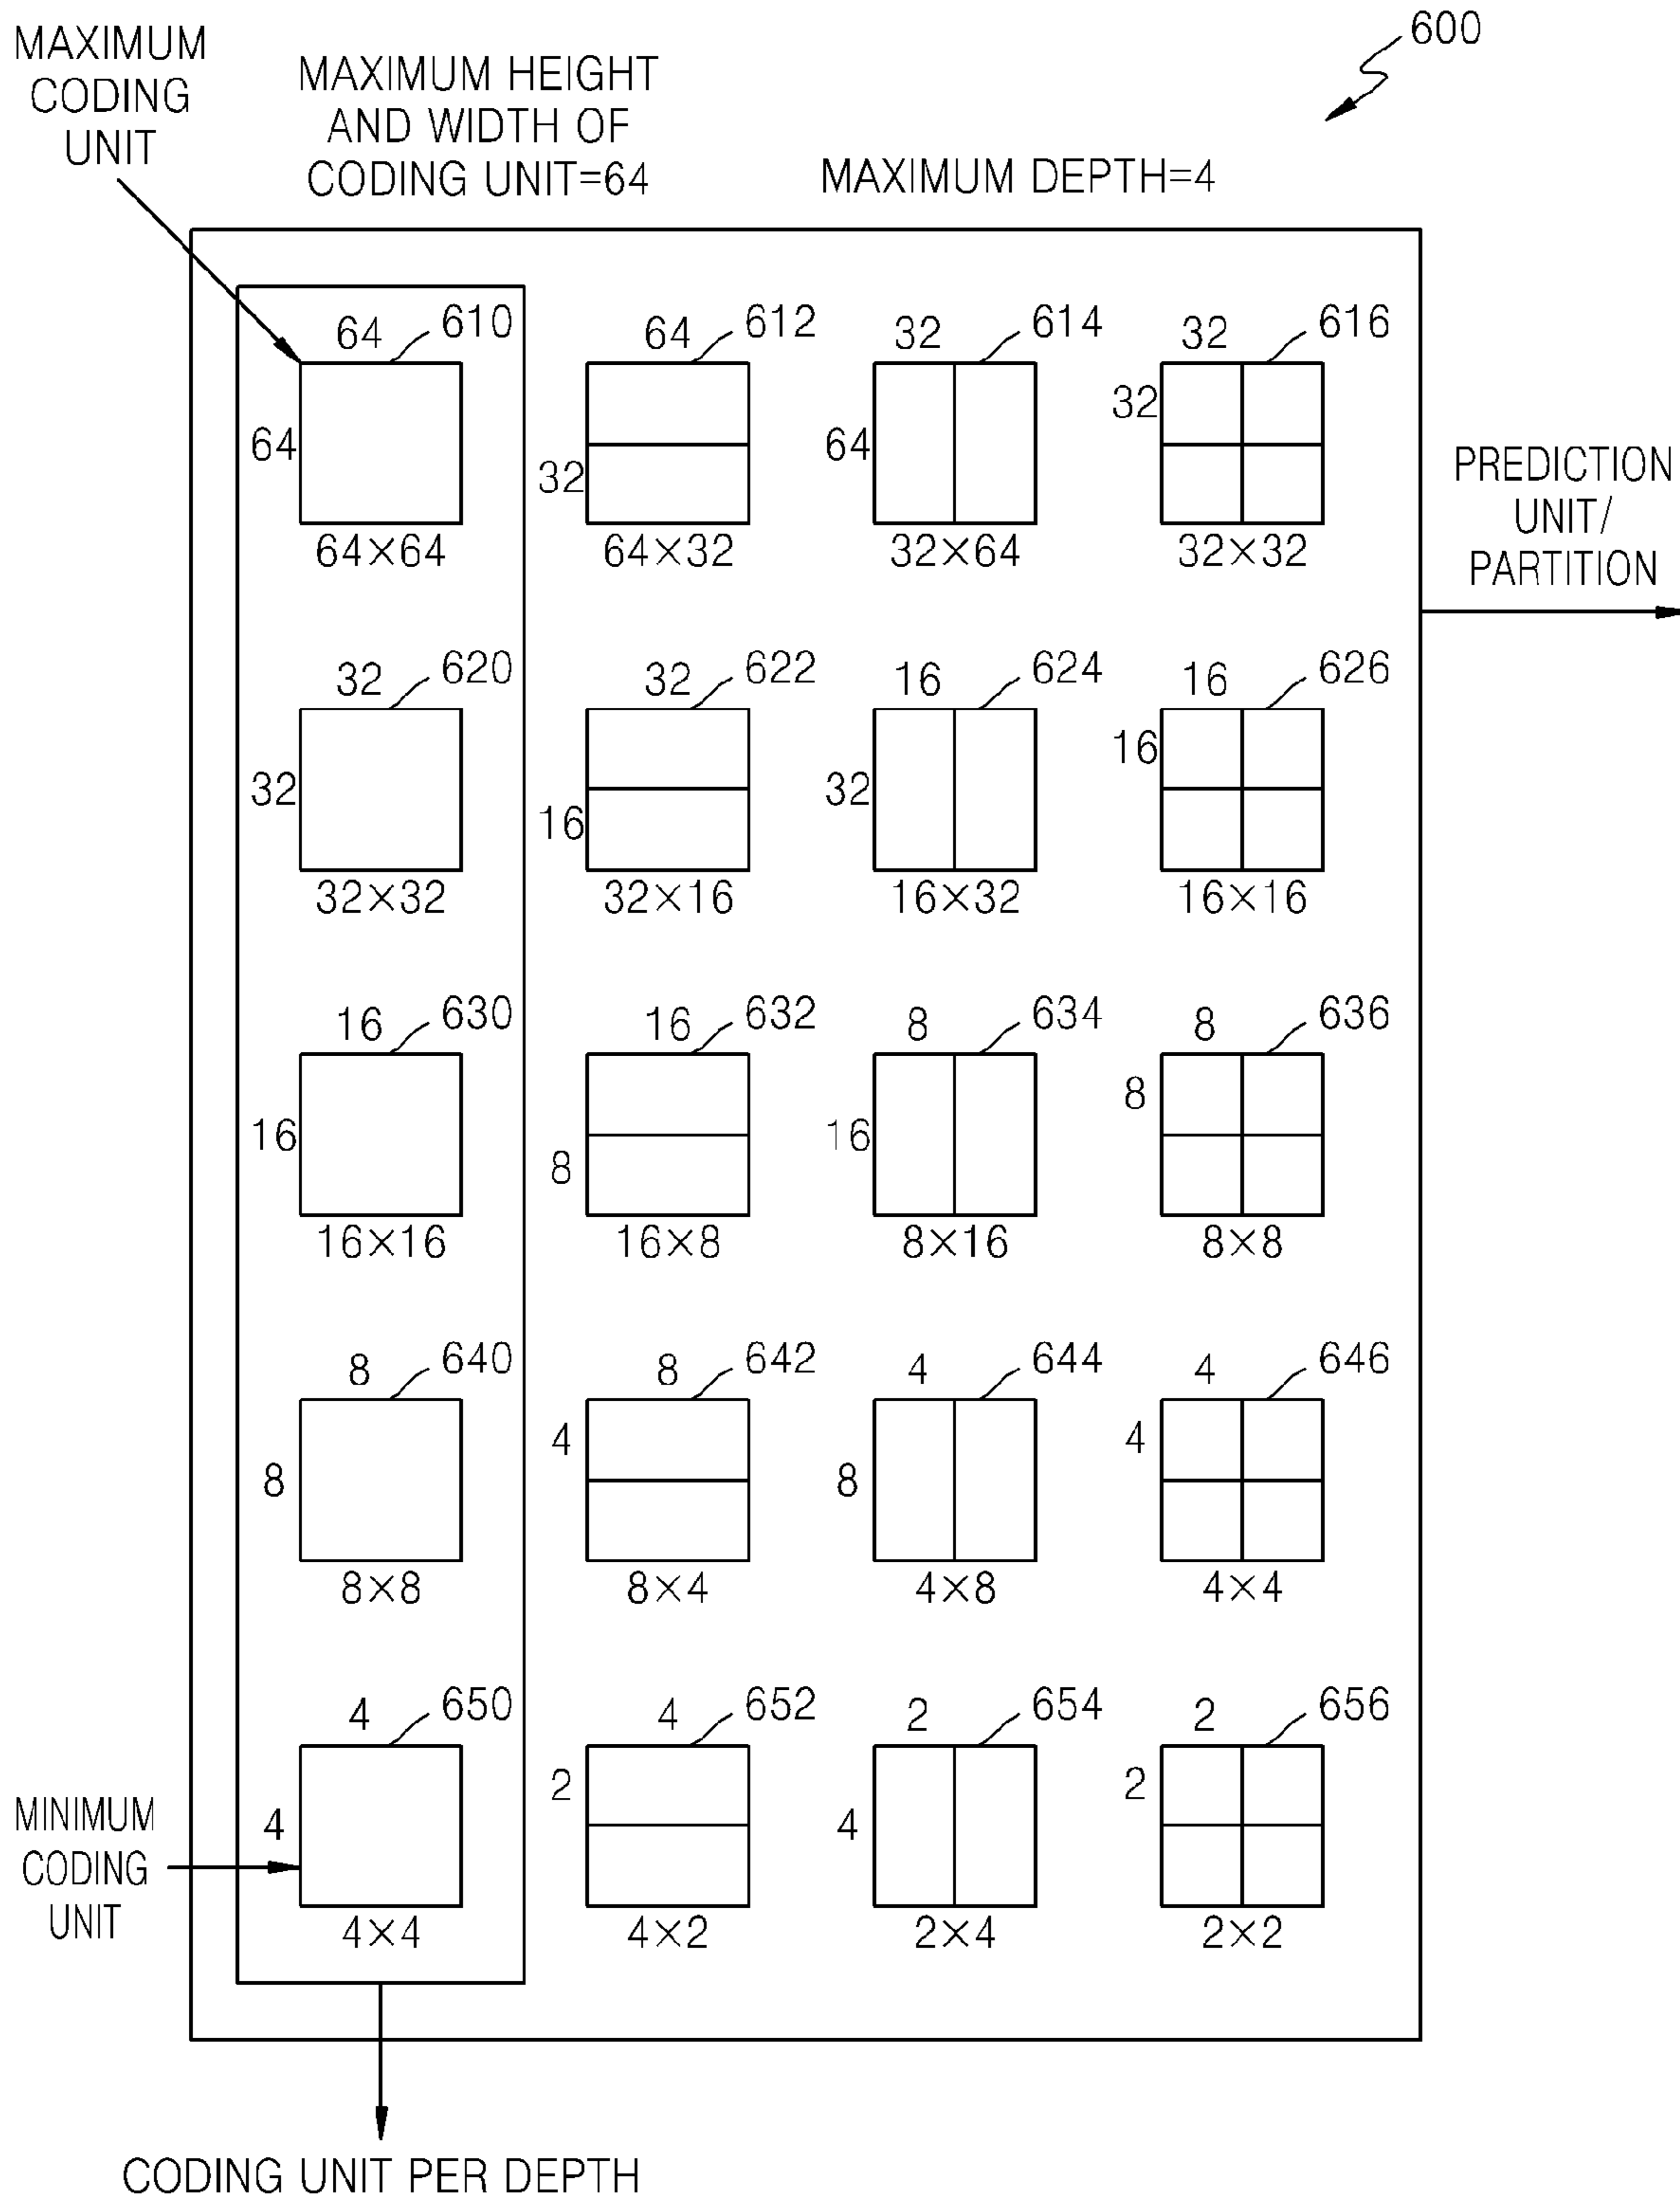 600
MAXIMUM
CODING
UNIT
MAXIMUM HEIGHT
AND WIDTH OF
CODING UNIT=64
MAXIMUM DEPTH=4
64 610 64 612 32 614 32 616
64 32 64 32
64×64 64×32 32×64 32×32
PREDICTION
UNIT/
PARTITION
32 620 32 622 16 624 16 626
32 16 32 16
32×32 32×16 16×32 16×16
16 630 16 632 8 634 8 636
16 8 16 8
16×16 16×8 8×16 8×8
8 640 8 642 4 644 4 646
8 4 8 4
8×8 8×4 4×8 4×4
4 650 4 652 2 654 2 656
4 2 4 2
4×4 4×2 2×4 2×2
MINIMUM
CODING
UNIT
CODING UNIT PER DEPTH